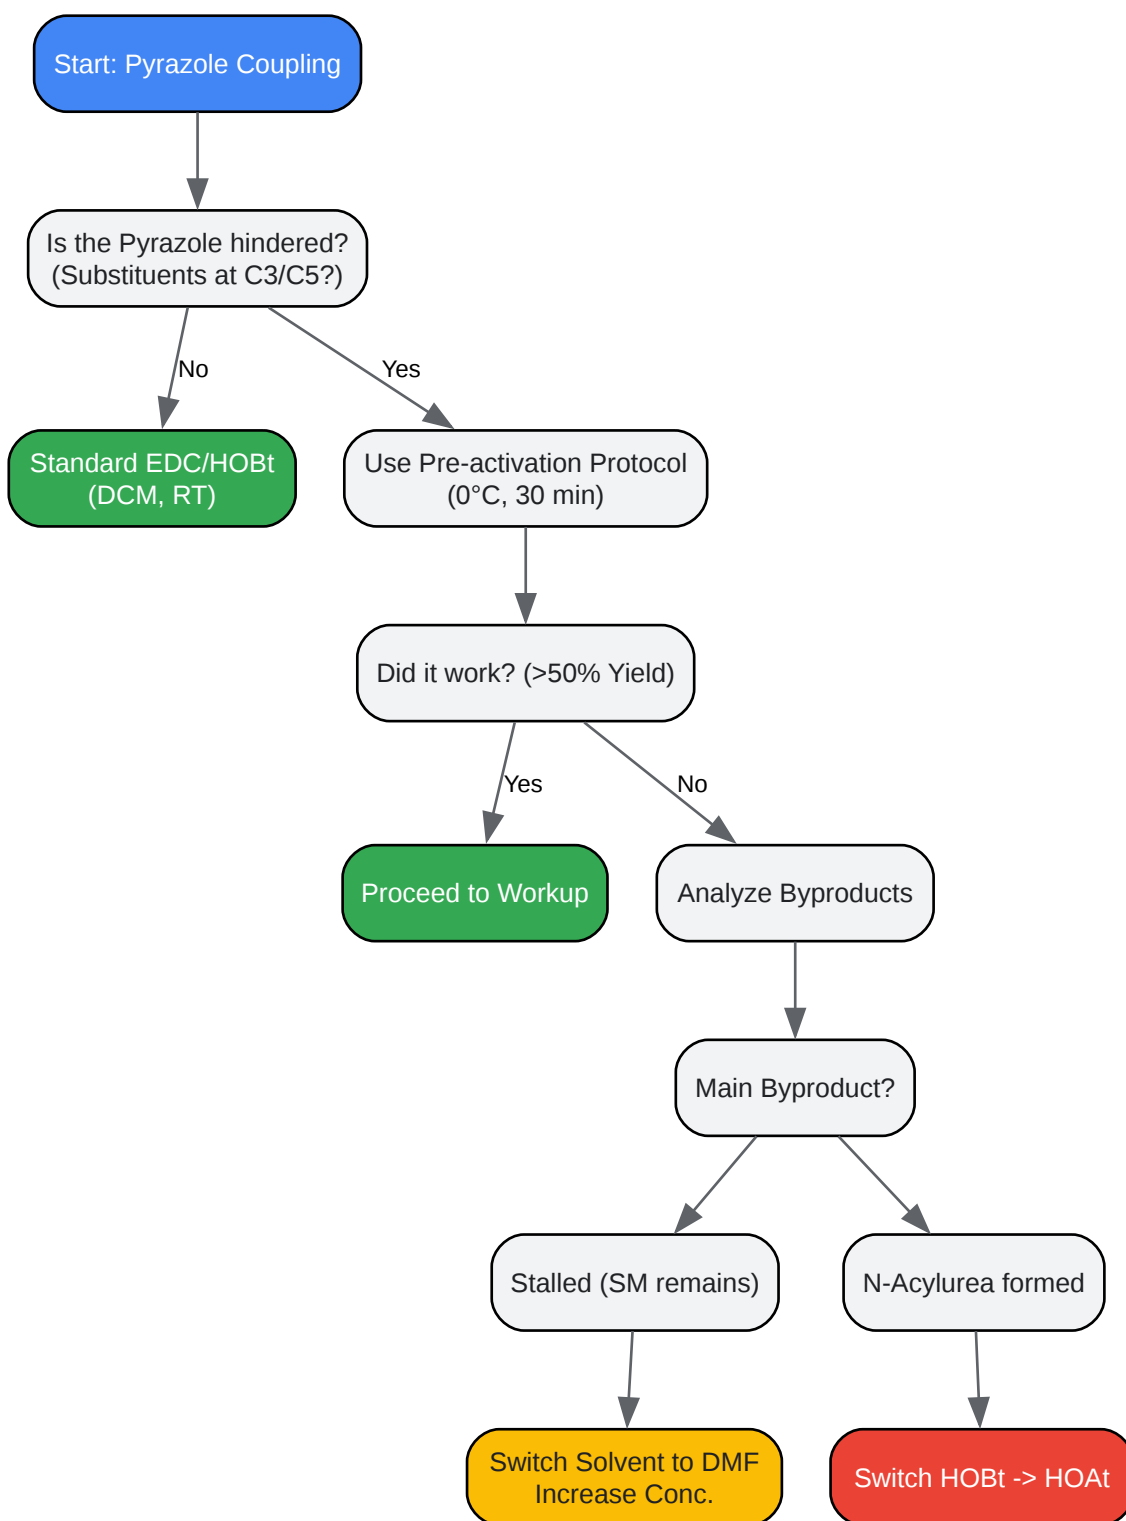 Start: Pyrazole Coupling
Is the Pyrazole hindered?
(Substituents at C3/C5?)
No
Yes
Standard EDC/HOBt
(DCM, RT)
Use Pre-activation Protocol
(0°C, 30 min)
Did it work? (>50% Yield)
Yes
No
Proceed to Workup
Analyze Byproducts
Main Byproduct?
Stalled (SM remains)
N-Acylurea formed
Switch Solvent to DMF
Increase Conc.
Switch HOBt -> HOAt